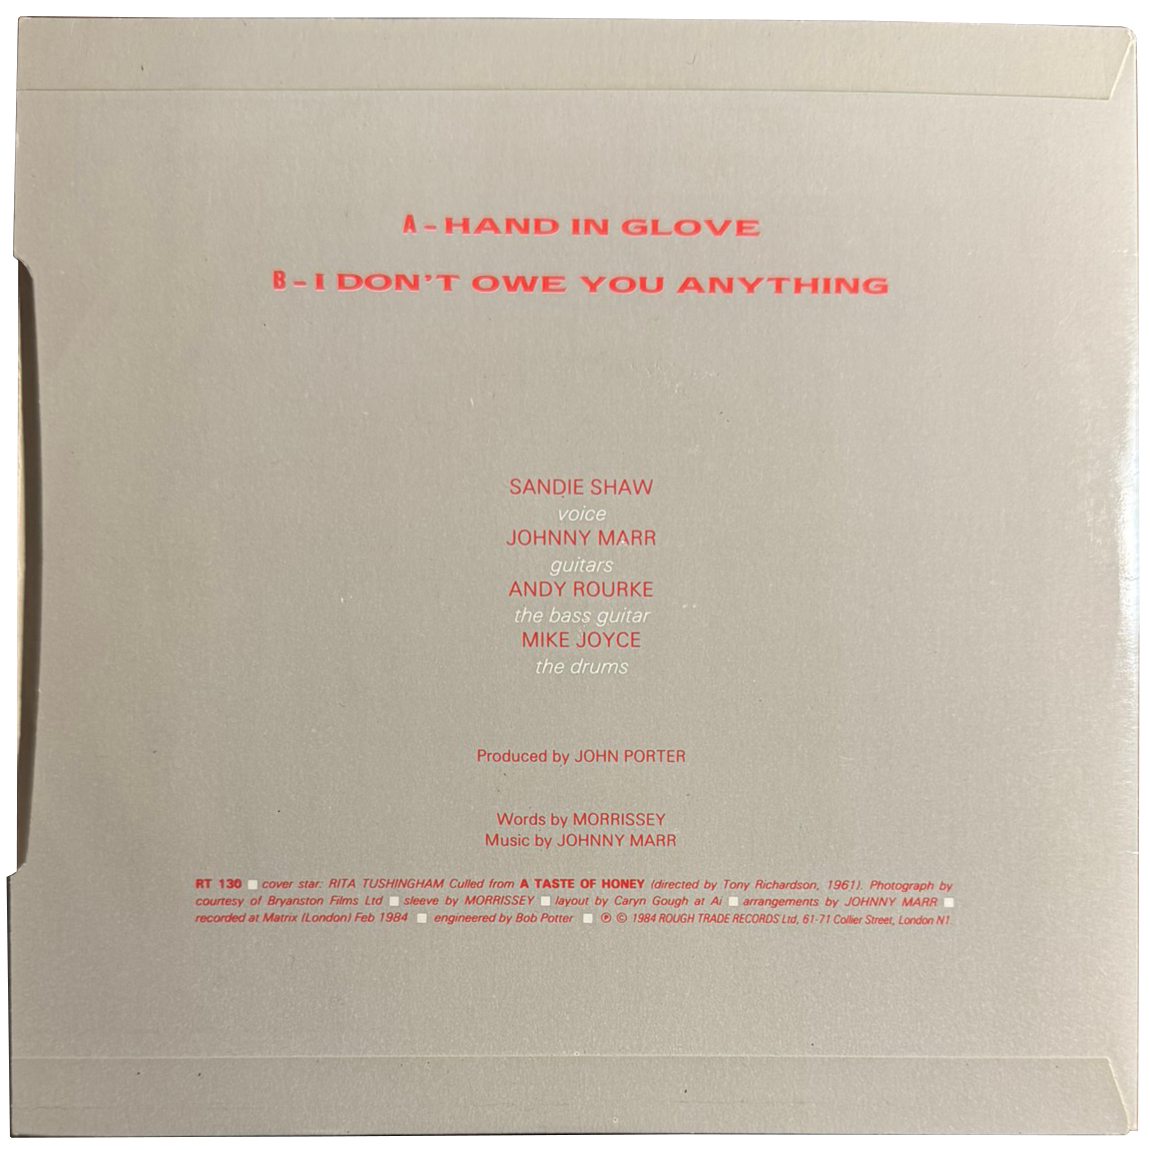 A – HAND IN GLOVE
B – I DON'T OWE YOU ANYTHING
SANDIE SHAW
voice
JOHNNY MARR
guitars
ANDY ROURKE
the bass guitar
MIKE JOYCE
the drums
Produced by JOHN PORTER
Words by MORRISSEY
Music by JOHNNY MARR
RT 130 ■ cover star: RITA TUSHINGHAM Culled from A TASTE OF HONEY (directed by Tony Richardson, 1961). Photograph by
courtesy of Bryanston Films Ltd ■ sleeve by MORRISSEY ■ layout by Caryn Gough at Ai ■ arrangements by JOHNNY MARR ■
recorded at Matrix (London) Feb 1984 ■ engineered by Bob Potter ■ ℗ © 1984 ROUGH TRADE RECORDS Ltd, 61-71 Collier Street, London N1.